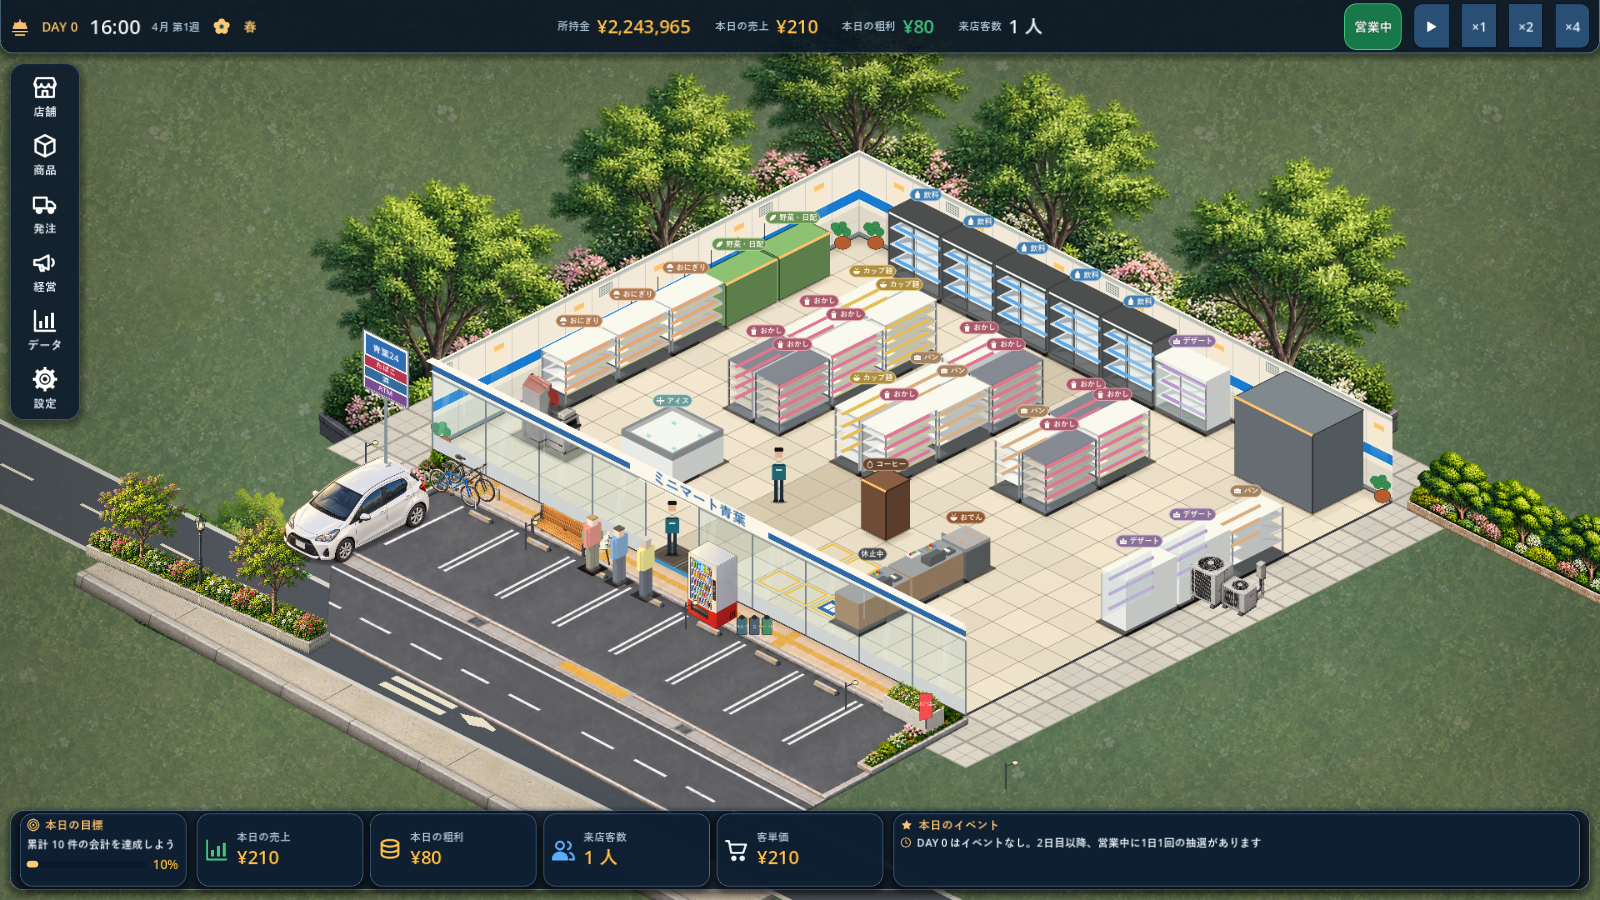 DAY 0 16:00 4月 第1週 春
所持金 ¥2,243,965 本日の売上 ¥210 本日の粗利 ¥80 来店客数 1 人
営業中 ×1 ×2 ×4
店舗
商品
発注
経営
データ
設定
飲料
飲料
飲料
飲料
飲料
野菜・日配
野菜・日配
おにぎり
おにぎり
おにぎり
カップ麺
カップ麺
おかし
おかし
おかし
おかし
おかし
おかし
デザート
パン
パン
カップ麺
おかし
おかし
おかし
パン
おかし
アイス
コーヒー
パン
デザート
デザート
おでん
休止中
青葉24
たばこ
酒
ATM
ミニマート青葉
本日の目標
累計 10 件の会計を達成しよう
10%
本日の売上
¥210
本日の粗利
¥80
来店客数
1 人
客単価
¥210
本日のイベント
DAY 0 はイベントなし。2日目以降、営業中に1日1回の抽選があります